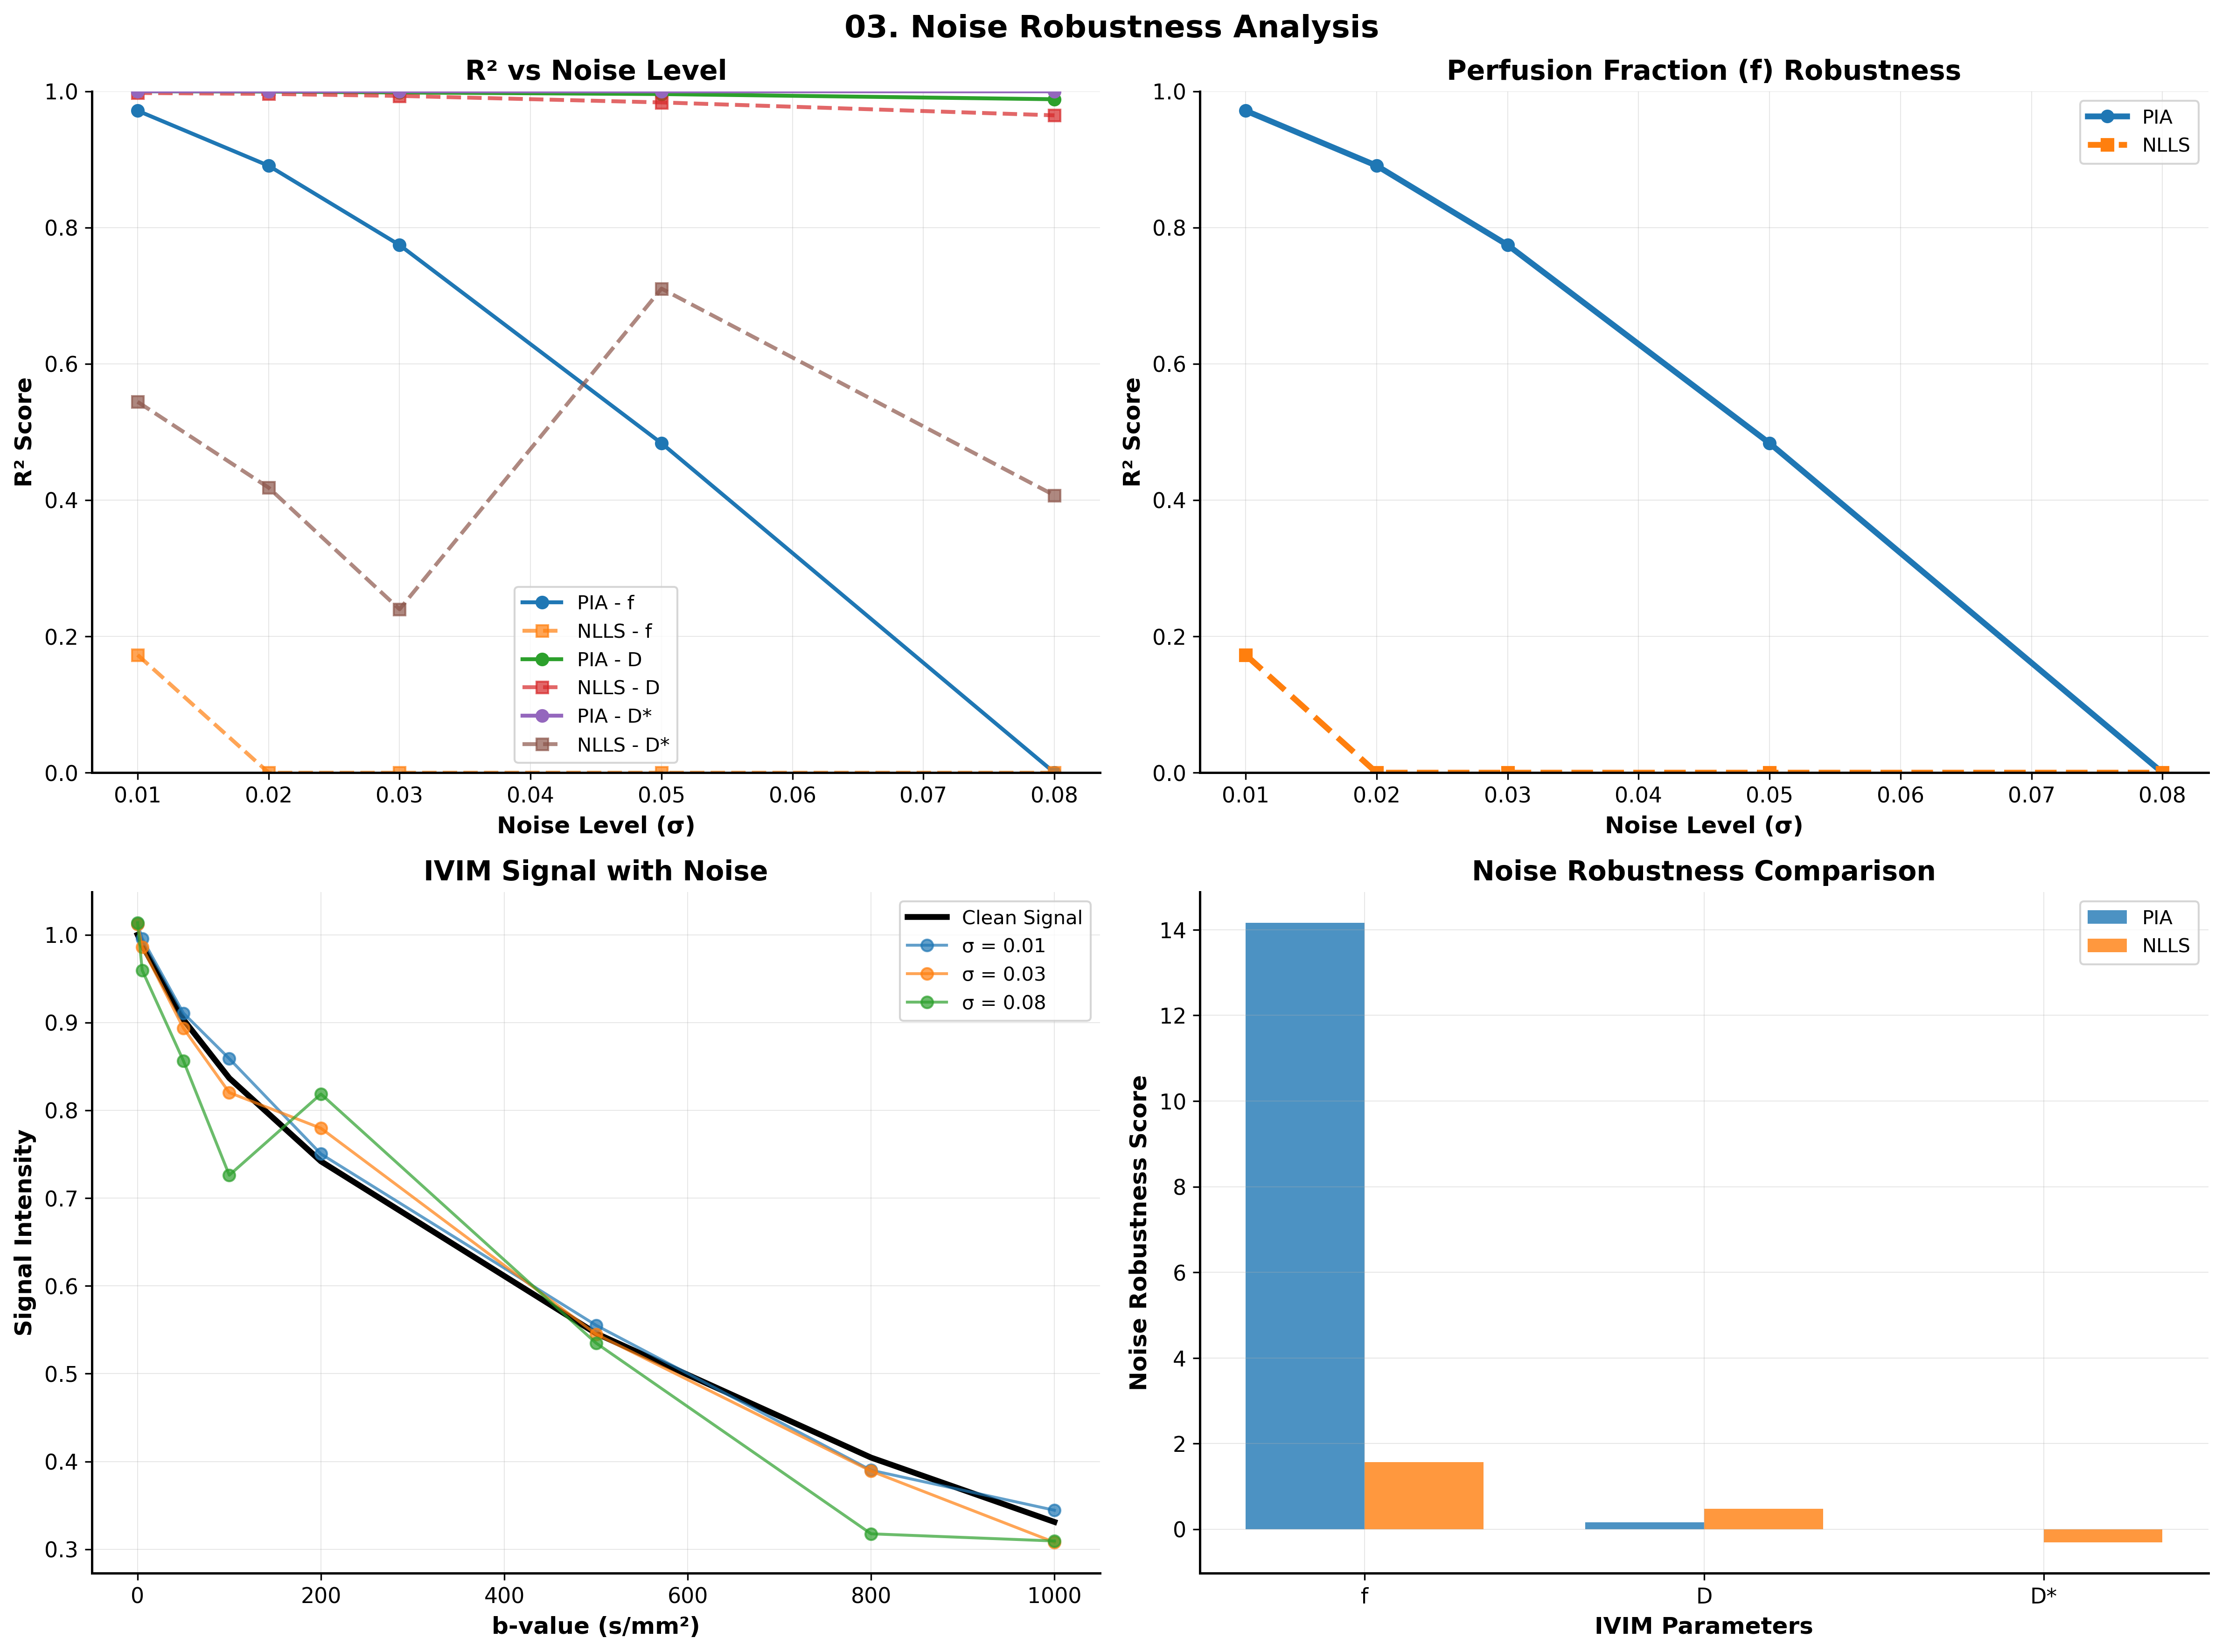 03. Noise Robustness Analysis
R² vs Noise Level
R² Score
1.0
0.8
0.6
0.4
0.2
0.0
PIA - f
NLLS - f
PIA - D
NLLS - D
PIA - D*
NLLS - D*
0.01 0.02 0.03 0.04 0.05 0.06 0.07 0.08
Noise Level (σ)
Perfusion Fraction (f) Robustness
R² Score
1.0
0.8
0.6
0.4
0.2
0.0
PIA
NLLS
0.01 0.02 0.03 0.04 0.05 0.06 0.07 0.08
Noise Level (σ)
IVIM Signal with Noise
Signal Intensity
1.0
0.9
0.8
0.7
0.6
0.5
0.4
0.3
Clean Signal
σ = 0.01
σ = 0.03
σ = 0.08
0 200 400 600 800 1000
b-value (s/mm²)
Noise Robustness Comparison
Noise Robustness Score
14
12
10
8
6
4
2
0
PIA
NLLS
f D D*
IVIM Parameters